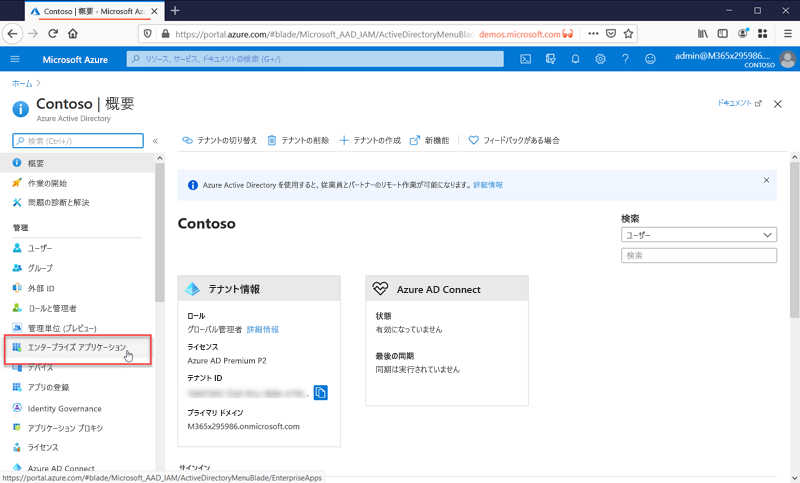 Contoso | 概要 - Microsoft Azu
https://portal.azure.com/#blade/Microsoft_AAD_IAM/ActiveDirectoryMenuBlade/
demos.microsoft.com
Microsoft Azure
リソース、サービス、ドキュメントの検索 (G+/)
admin@M365x295986....
CONTOSO
ホーム >
Contoso | 概要
Azure Active Directory
ドキュメント
検索 (Ctrl+/)
«
テナントの切り替え
テナントの削除
テナントの作成
新機能
フィードバックがある場合
概要
作業の開始
問題の診断と解決
管理
ユーザー
グループ
外部 ID
ロールと管理者
管理単位 (プレビュー)
エンタープライズ アプリケーション
デバイス
アプリの登録
Identity Governance
アプリケーション プロキシ
ライセンス
Azure AD Connect
Azure Active Directory を使用すると、従業員とパートナーのリモート作業が可能になります。 詳細情報
Contoso
検索
ユーザー
検索
テナント情報
ロール
グローバル管理者 詳細情報
ライセンス
Azure AD Premium P2
テナント ID
プライマリ ドメイン
M365x295986.onmicrosoft.com
Azure AD Connect
状態
有効になっていません
最後の同期
同期は実行されていません
サインイン
https://portal.azure.com/#blade/Microsoft_AAD_IAM/ActiveDirectoryMenuBlade/EnterpriseApps